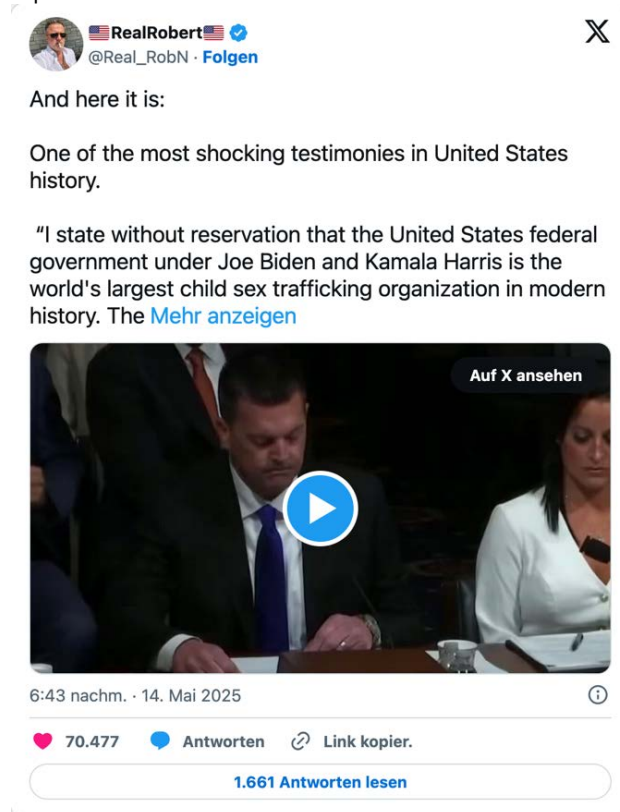 🇺🇸RealRobert🇺🇸
@Real_RobN · Folgen
And here it is:
One of the most shocking testimonies in United States
history.
“I state without reservation that the United States federal
government under Joe Biden and Kamala Harris is the
world's largest child sex trafficking organization in modern
history. The Mehr anzeigen
Auf X ansehen
6:43 nachm. · 14. Mai 2025
70.477 Antworten Link kopier.
1.661 Antworten lesen